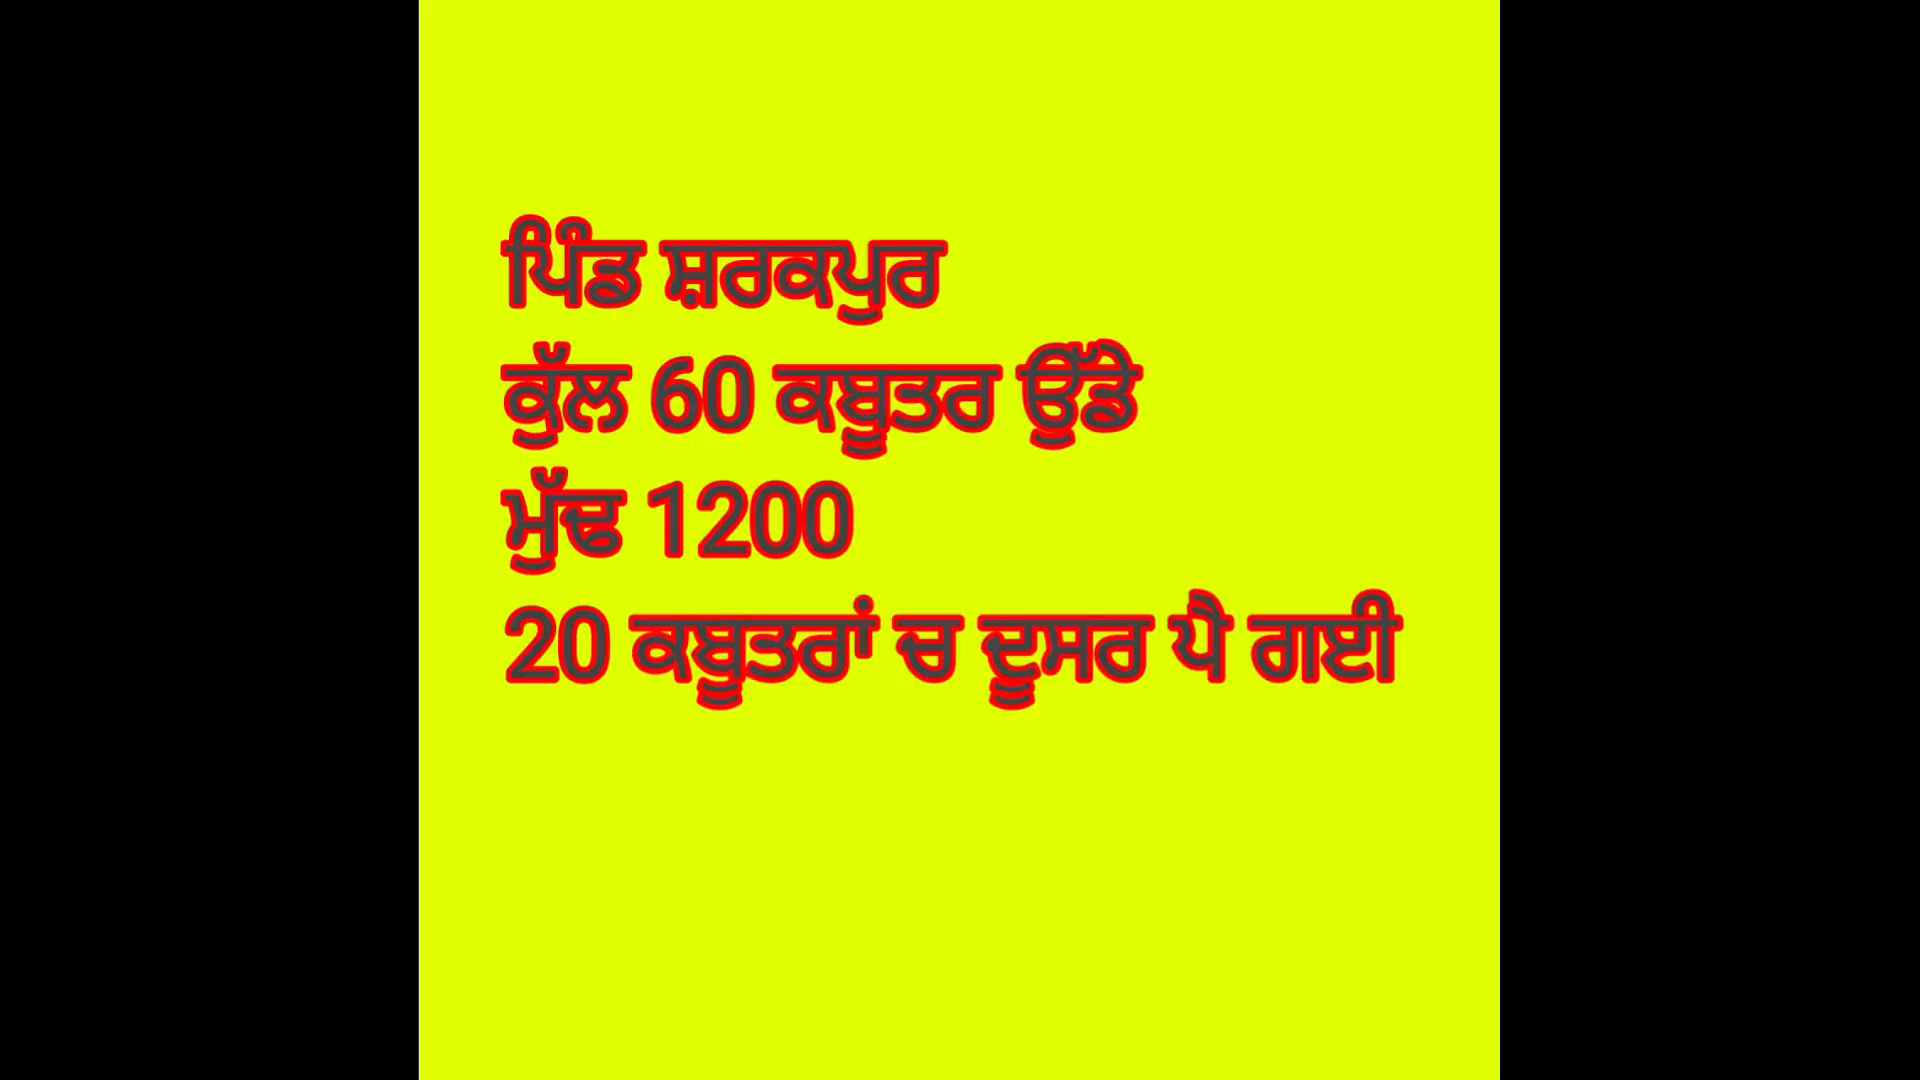 ਪਿੰਡ ਸ਼ਰਕਪੁਰ
ਕੁੱਲ 60 ਕਬੂਤਰ ਉੱਡੇ
ਮੁੱਢ 1200
20 ਕਬੂਤਰਾਂ ਚ ਦੂਸਰ ਪੈ ਗਈ